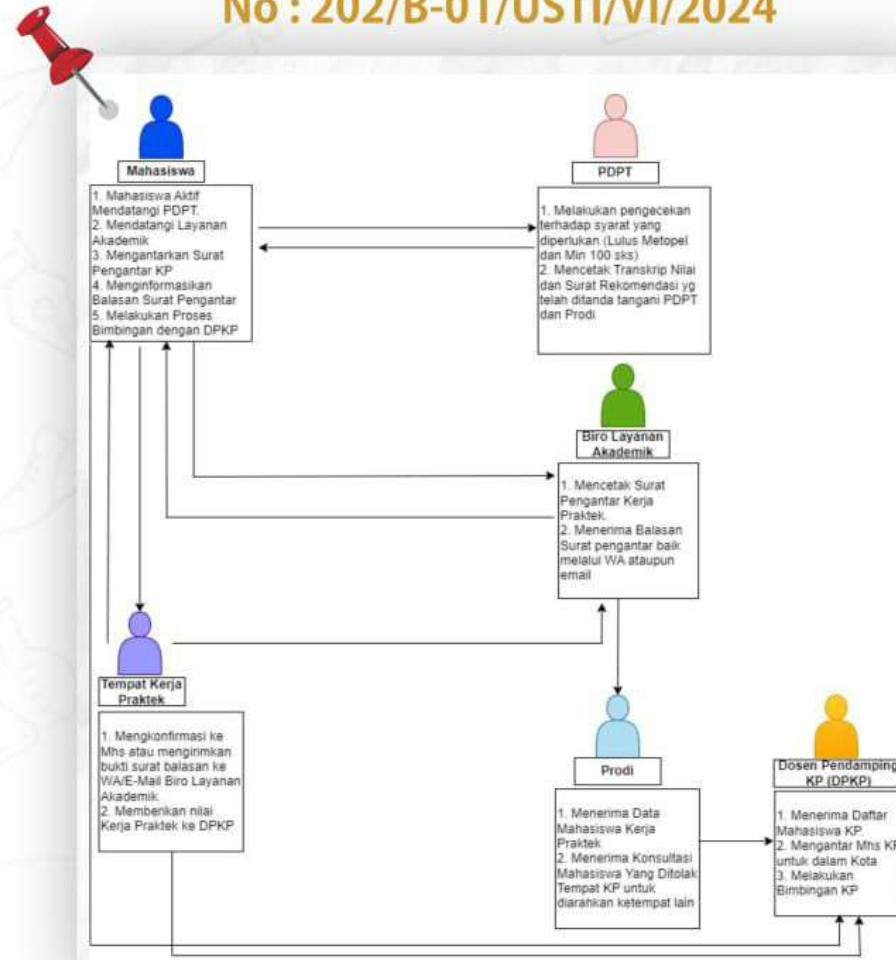 No : 202/B-01/USTI/VI/2024
Mahasiswa
1. Mahasiswa Aktif
Mendatangi PDPT.
2. Mendatangi Layanan
Akademik
3. Mengantarkan Surat
Pengantar KP
4. Menginformasikan
Balasan Surat Pengantar
5. Melakukan Proses
Bimbingan dengan DPKP
PDPT
1. Melakukan pengecekan
terhadap syarat yang
diperlukan (Lulus Metopel
dan Min 100 sks)
2. Mencetak Transkrip Nilai
dan Surat Rekomendasi yg
telah ditanda tangani PDPT
dan Prodi
Biro Layanan
Akademik
1. Mencetak Surat
Pengantar Kerja
Praktek.
2. Menerima Balasan
Surat pengantar baik
melalui WA ataupun
email
Tempat Kerja
Praktek
1. Mengkonfirmasi ke
Mhs atau mengirimkan
bukti surat balasan ke
WA/E-Mail Biro Layanan
Akademik
2. Memberikan nilai
Kerja Praktek ke DPKP
Prodi
1. Menerima Data
Mahasiswa Kerja
Praktek
2. Menerima Konsultasi
Mahasiswa Yang Ditolak
Tempat KP untuk
diarahkan ketempat lain
Dosen Pendamping
KP (DPKP)
1. Menerima Daftar
Mahasiswa KP.
2. Mengantar Mhs KP
untuk dalam Kota
3. Melakukan
Bimbingan KP